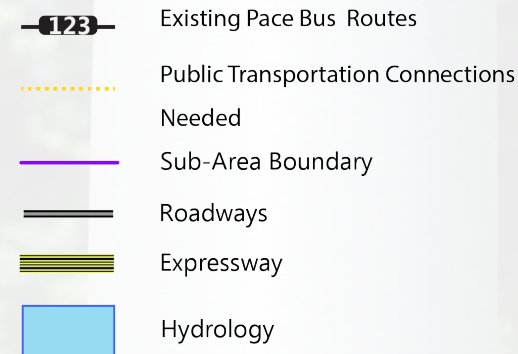 123 Existing Pace Bus Routes
Public Transportation Connections
Needed
Sub-Area Boundary
Roadways
Expressway
Hydrology